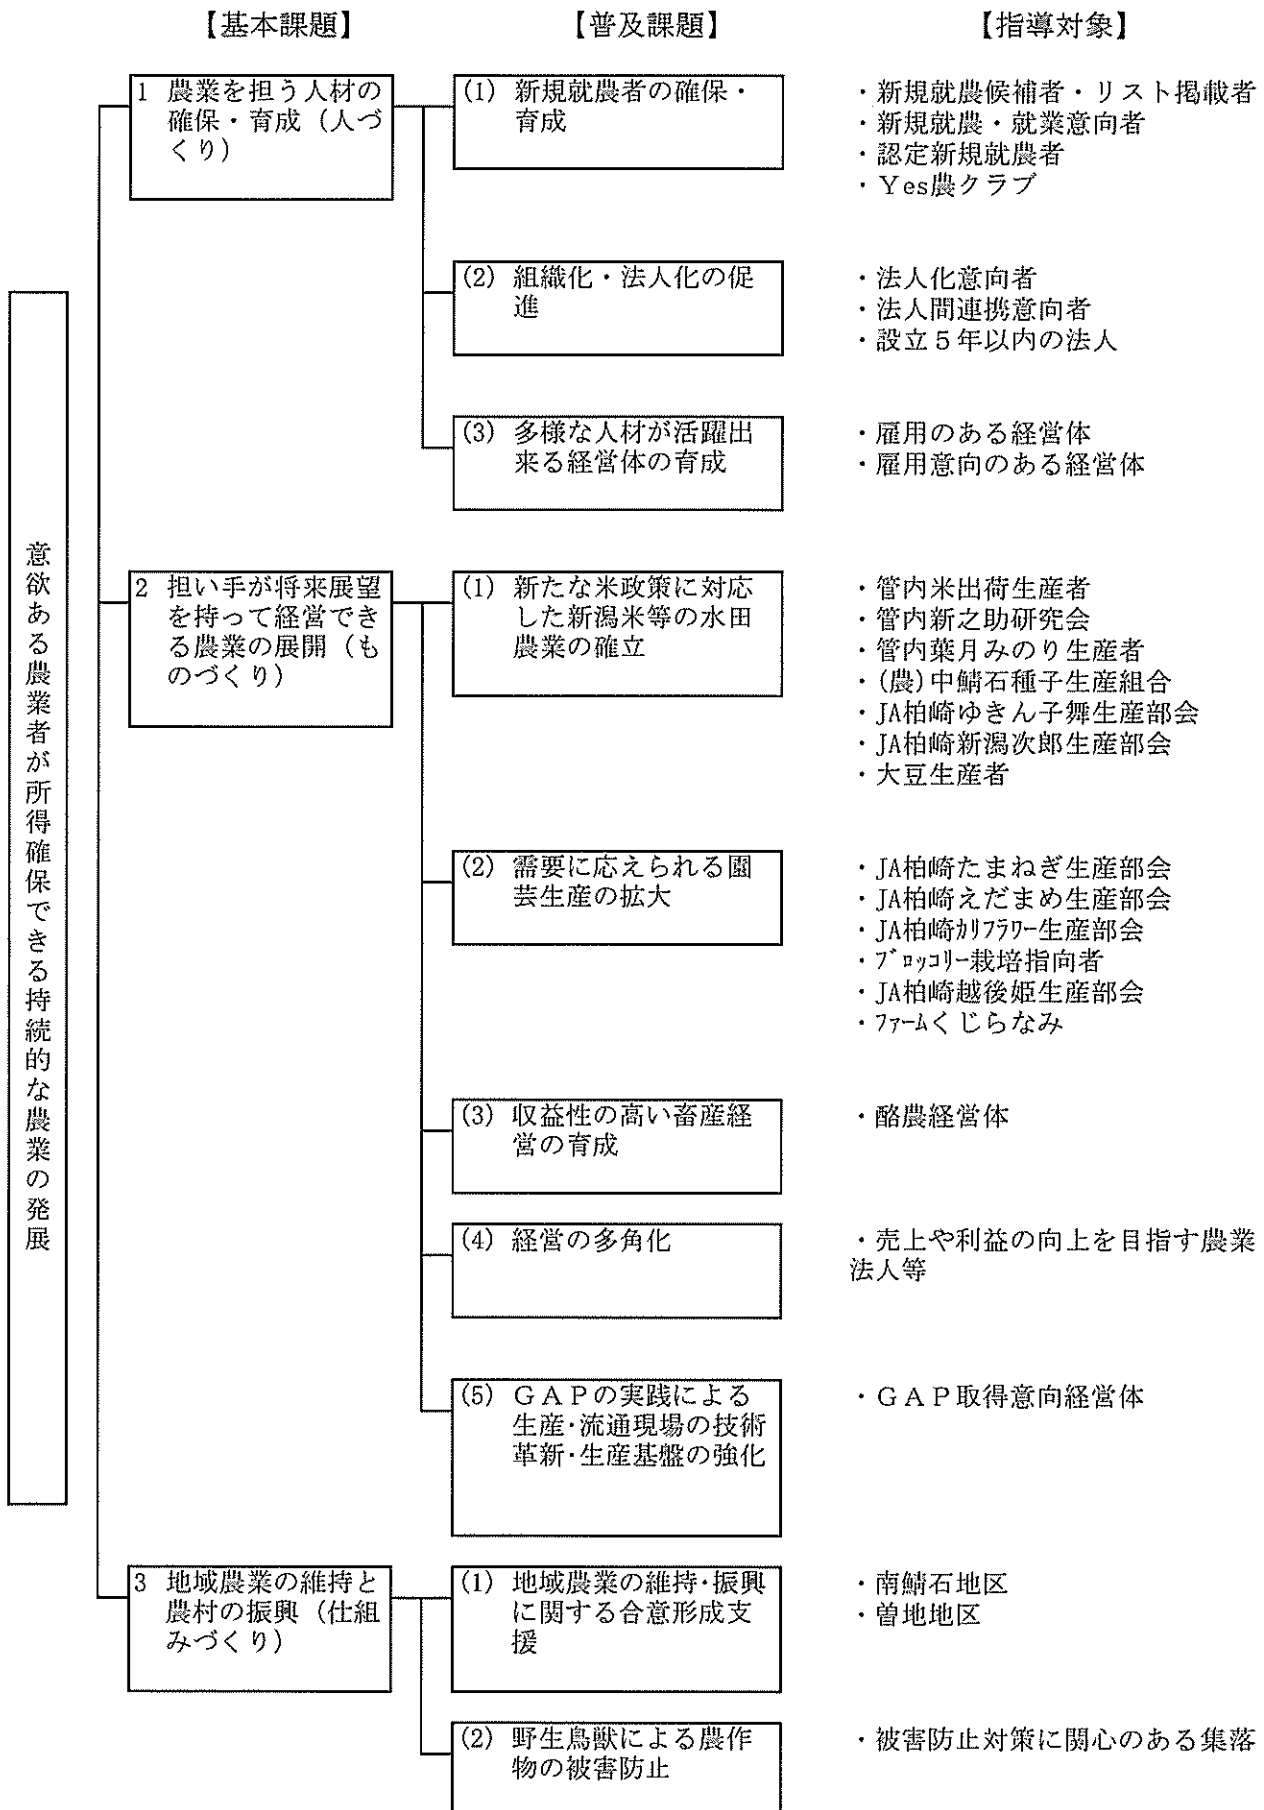 【基本課題】
【普及課題】
【指導対象】
意欲ある農業者が所得確保できる持続的な農業の発展
1 農業を担う人材の
確保・育成（人づ
くり）
(1) 新規就農者の確保・
育成
・新規就農候補者・リスト掲載者
・新規就農・就業意向者
・認定新規就農者
・Yes農クラブ
(2) 組織化・法人化の促
進
・法人化意向者
・法人間連携意向者
・設立５年以内の法人
(3) 多様な人材が活躍出
来る経営体の育成
・雇用のある経営体
・雇用意向のある経営体
2 担い手が将来展望
を持って経営でき
る農業の展開（も
のづくり）
(1) 新たな米政策に対応
した新潟米等の水田
農業の確立
・管内米出荷生産者
・管内新之助研究会
・管内葉月みのり生産者
・(農)中鯖石種子生産組合
・JA柏崎ゆきん子舞生産部会
・JA柏崎新潟次郎生産部会
・大豆生産者
(2) 需要に応えられる園
芸生産の拡大
・JA柏崎たまねぎ生産部会
・JA柏崎えだまめ生産部会
・JA柏崎ｶﾘﾌﾗﾜｰ生産部会
・ﾌﾞﾛｯｺﾘｰ栽培指向者
・JA柏崎越後姫生産部会
・ﾌｧｰﾑくじらなみ
(3) 収益性の高い畜産経
営の育成
・酪農経営体
(4) 経営の多角化
・売上や利益の向上を目指す農業
法人等
(5) ＧＡＰの実践による
生産・流通現場の技術
革新・生産基盤の強化
・ＧＡＰ取得意向経営体
3 地域農業の維持と
農村の振興（仕組
みづくり）
(1) 地域農業の維持・振興
に関する合意形成支
援
・南鯖石地区
・曽地地区
(2) 野生鳥獣による農作
物の被害防止
・被害防止対策に関心のある集落